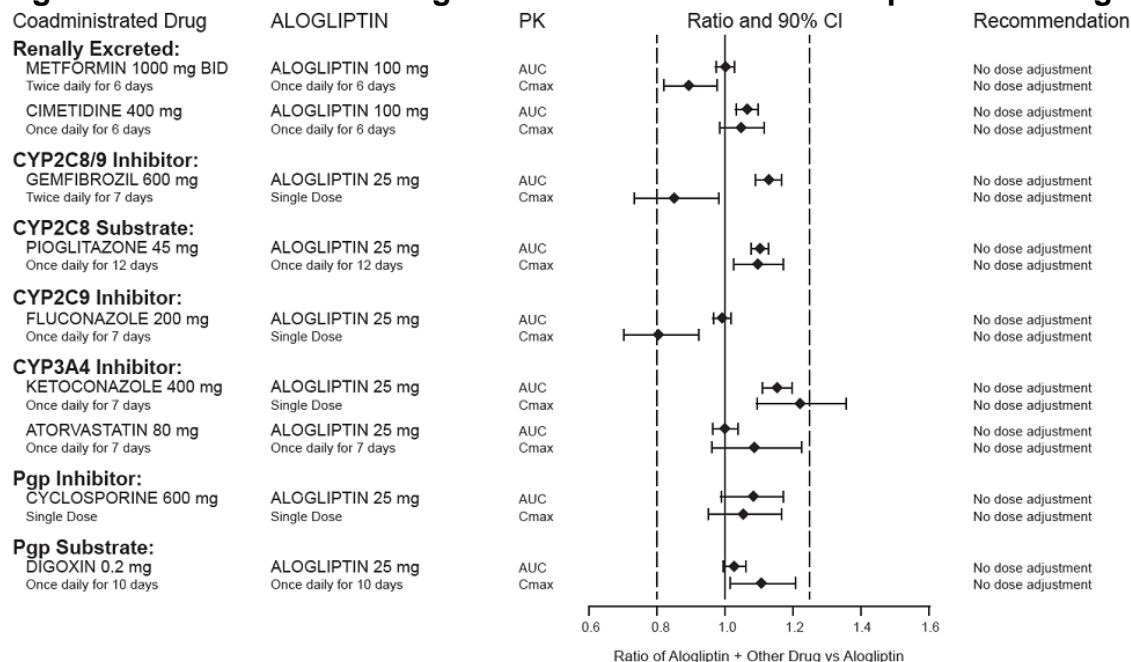 Coadministrated Drug ALOGLIPTIN PK Ratio and 90% CI Recommendation
Renally Excreted:
METFORMIN 1000 mg BID ALOGLIPTIN 100 mg AUC No dose adjustment
Twice daily for 6 days Once daily for 6 days Cmax No dose adjustment
CIMETIDINE 400 mg ALOGLIPTIN 100 mg AUC No dose adjustment
Once daily for 6 days Once daily for 6 days Cmax No dose adjustment
CYP2C8/9 Inhibitor:
GEMFIBROZIL 600 mg ALOGLIPTIN 25 mg AUC No dose adjustment
Twice daily for 7 days Single Dose Cmax No dose adjustment
CYP2C8 Substrate:
PIOGLITAZONE 45 mg ALOGLIPTIN 25 mg AUC No dose adjustment
Once daily for 12 days Once daily for 12 days Cmax No dose adjustment
CYP2C9 Inhibitor:
FLUCONAZOLE 200 mg ALOGLIPTIN 25 mg AUC No dose adjustment
Once daily for 7 days Single Dose Cmax No dose adjustment
CYP3A4 Inhibitor:
KETOCONAZOLE 400 mg ALOGLIPTIN 25 mg AUC No dose adjustment
Once daily for 7 days Single Dose Cmax No dose adjustment
ATORVASTATIN 80 mg ALOGLIPTIN 25 mg AUC No dose adjustment
Once daily for 7 days Once daily for 7 days Cmax No dose adjustment
Pgp Inhibitor:
CYCLOSPORINE 600 mg ALOGLIPTIN 25 mg AUC No dose adjustment
Single Dose Single Dose Cmax No dose adjustment
Pgp Substrate:
DIGOXIN 0.2 mg ALOGLIPTIN 25 mg AUC No dose adjustment
Once daily for 10 days Once daily for 10 days Cmax No dose adjustment
0.6 0.8 1.0 1.2 1.4 1.6
Ratio of Alogliptin + Other Drug vs Alogliptin